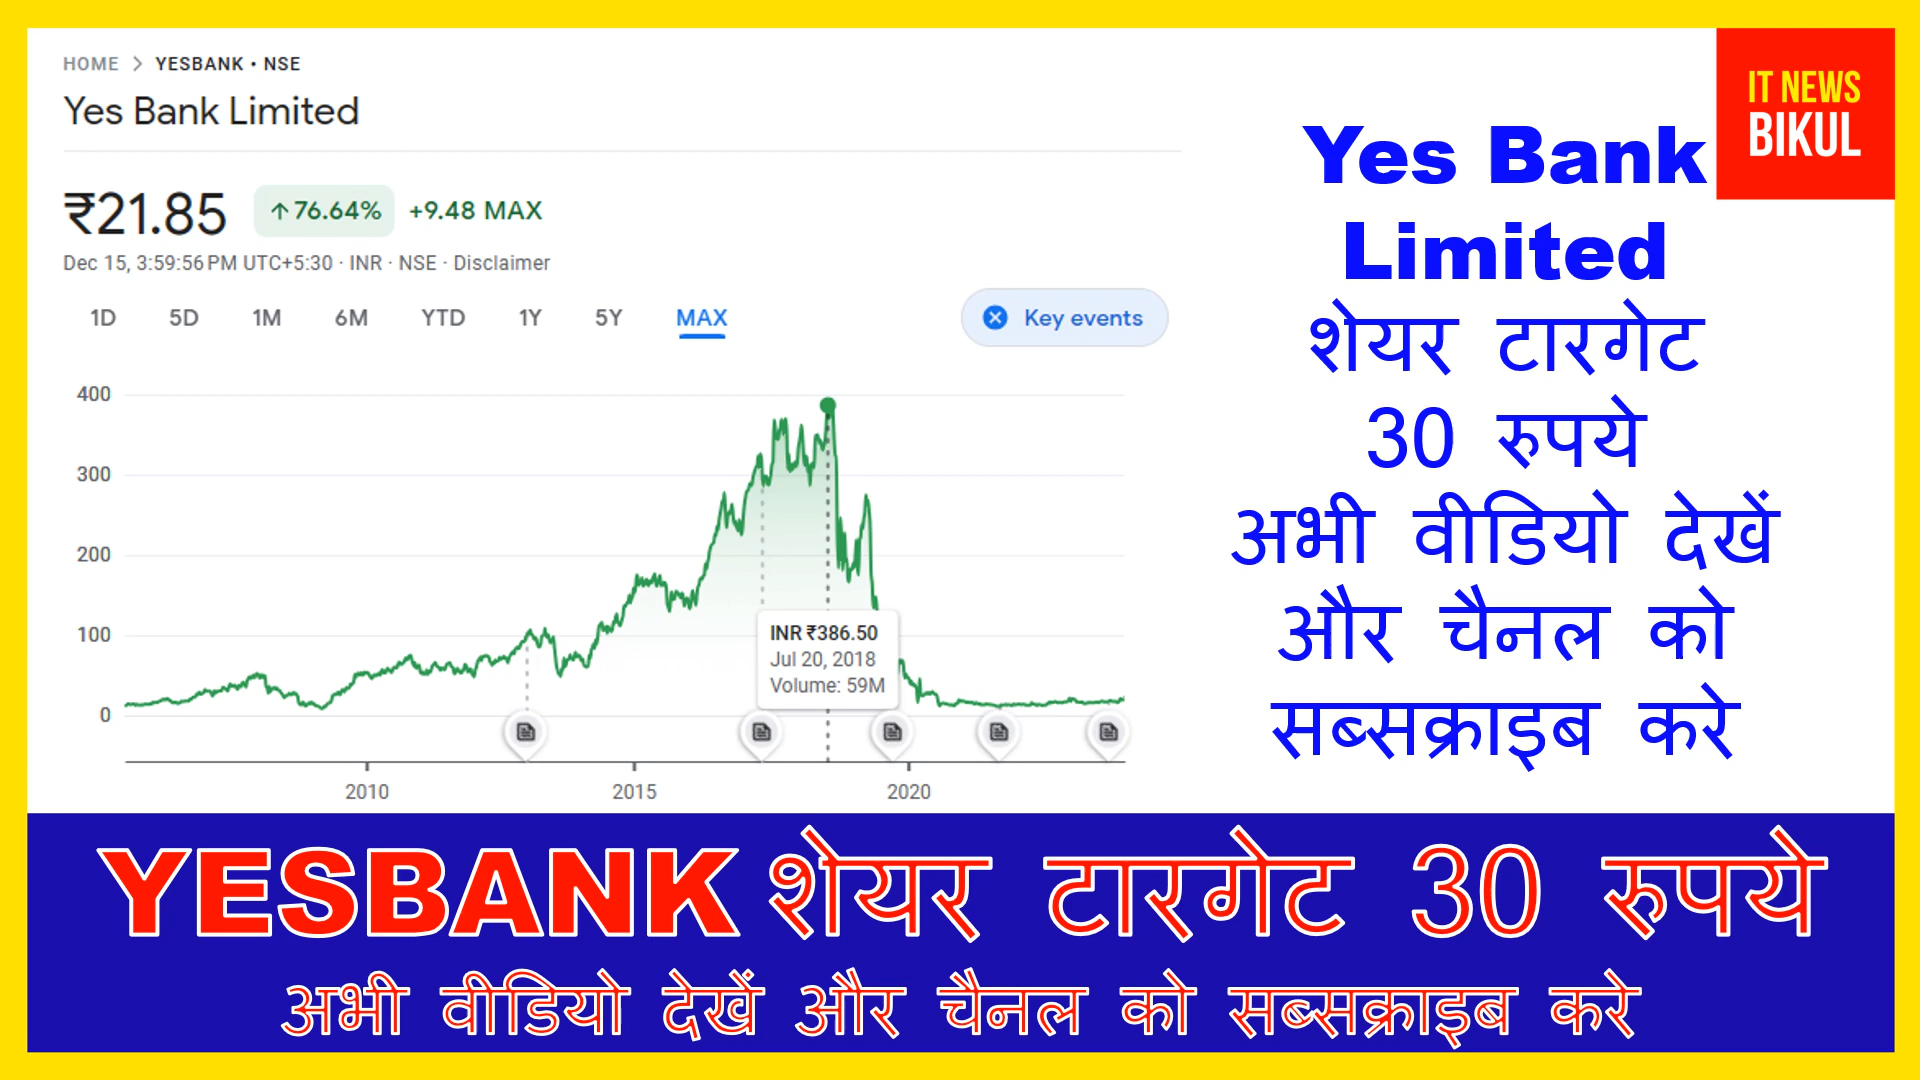 HOME > YESBANK • NSE
Yes Bank Limited
₹21.85 ↑76.64% +9.48 MAX
Dec 15, 3:59:56 PM UTC+5:30 · INR · NSE · Disclaimer
1D 5D 1M 6M YTD 1Y 5Y MAX
Key events
400
300
200
100
0
INR ₹386.50
Jul 20, 2018
Volume: 59M
2010 2015 2020
IT NEWS
BIKUL
Yes Bank
Limited
शेयर टारगेट
30 रुपये
अभी वीडियो देखें
और चैनल को
सब्सक्राइब करे
YESBANK शेयर टारगेट 30 रुपये
अभी वीडियो देखें और चैनल को सब्सक्राइब करे